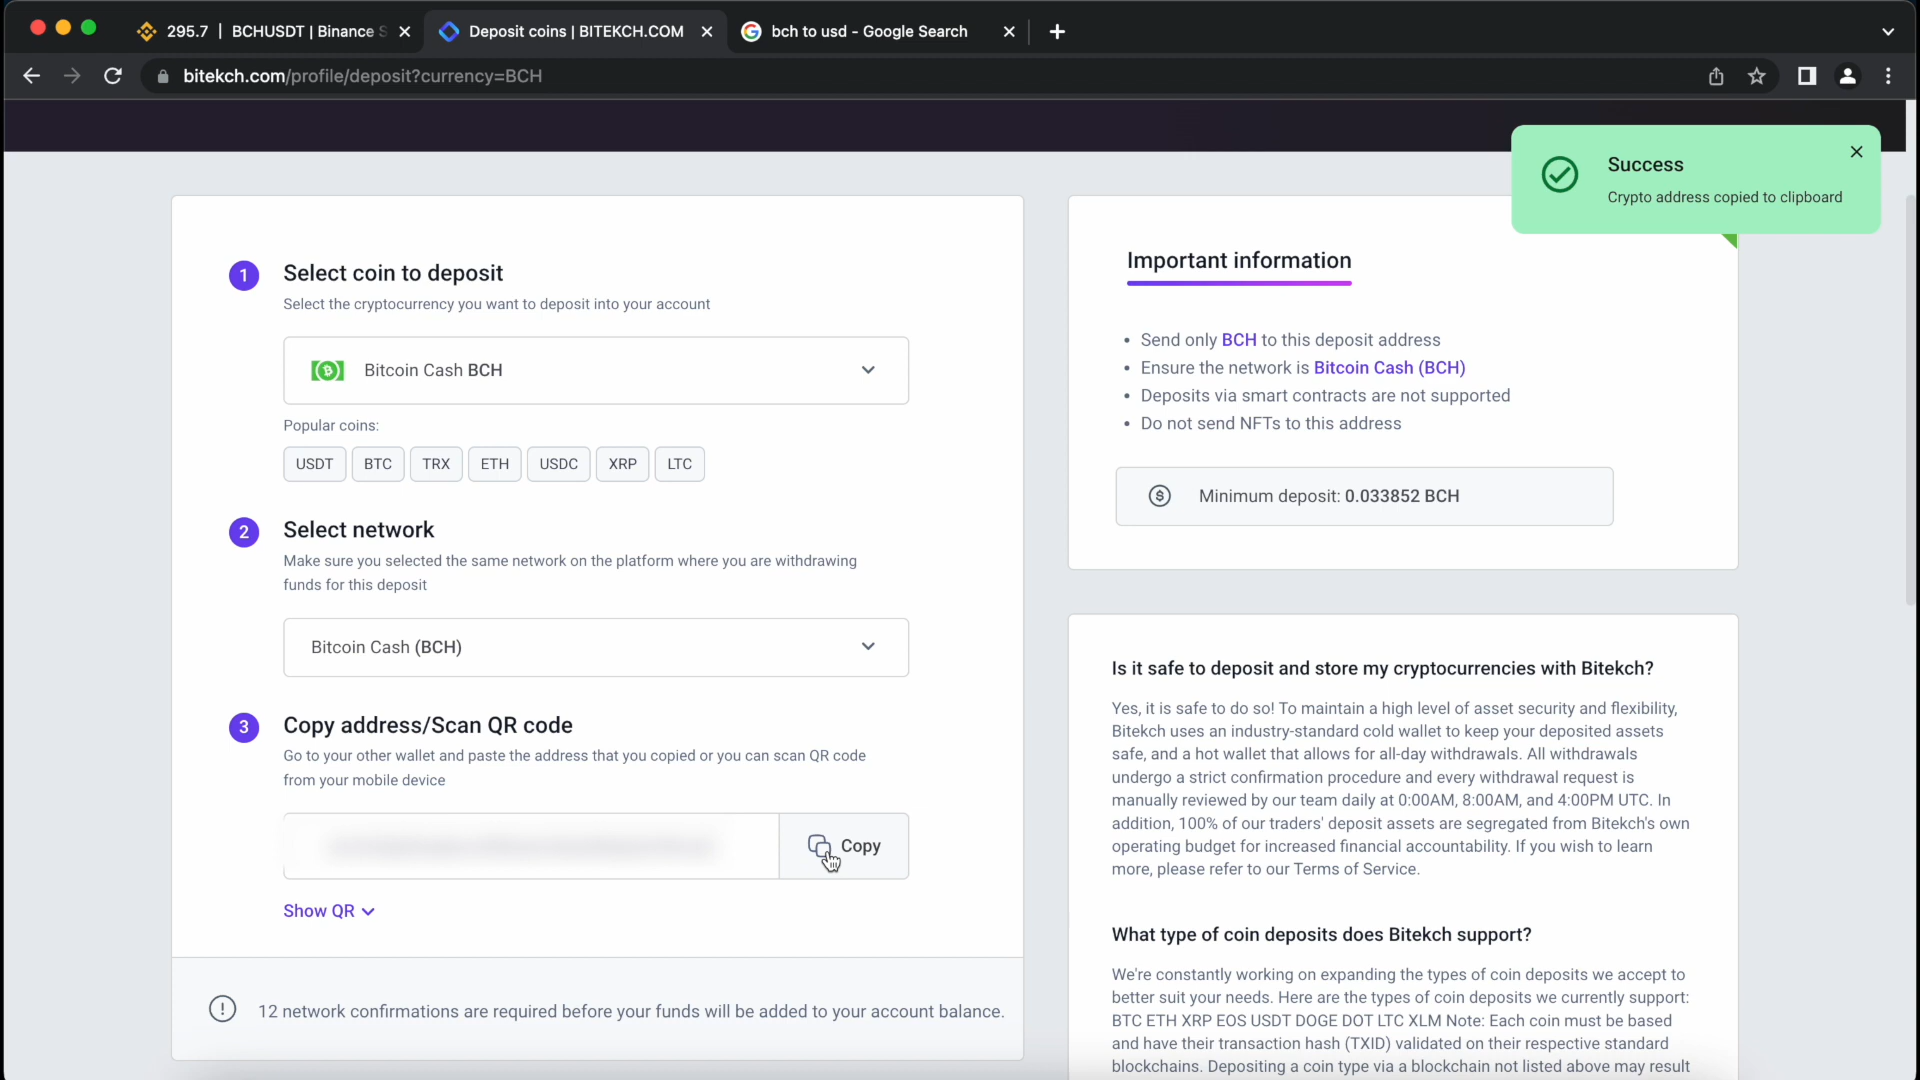 295.7 | BCHUSDT | Binance S
Deposit coins | BITEKCH.COM
bch to usd - Google Search
bitekch.com/profile/deposit?currency=BCH
Success
Crypto address copied to clipboard
1
Select coin to deposit
Select the cryptocurrency you want to deposit into your account
Bitcoin Cash BCH
Popular coins:
USDT BTC TRX ETH USDC XRP LTC
2
Select network
Make sure you selected the same network on the platform where you are withdrawing
funds for this deposit
Bitcoin Cash (BCH)
3
Copy address/Scan QR code
Go to your other wallet and paste the address that you copied or you can scan QR code
from your mobile device
Copy
Show QR
12 network confirmations are required before your funds will be added to your account balance.
Important information
• Send only BCH to this deposit address
• Ensure the network is Bitcoin Cash (BCH)
• Deposits via smart contracts are not supported
• Do not send NFTs to this address
Minimum deposit: 0.033852 BCH
Is it safe to deposit and store my cryptocurrencies with Bitekch?
Yes, it is safe to do so! To maintain a high level of asset security and flexibility,
Bitekch uses an industry-standard cold wallet to keep your deposited assets
safe, and a hot wallet that allows for all-day withdrawals. All withdrawals
undergo a strict confirmation procedure and every withdrawal request is
manually reviewed by our team daily at 0:00AM, 8:00AM, and 4:00PM UTC. In
addition, 100% of our traders' deposit assets are segregated from Bitekch's own
operating budget for increased financial accountability. If you wish to learn
more, please refer to our Terms of Service.
What type of coin deposits does Bitekch support?
We're constantly working on expanding the types of coin deposits we accept to
better suit your needs. Here are the types of coin deposits we currently support:
BTC ETH XRP EOS USDT DOGE DOT LTC XLM Note: Each coin must be based
and have their transaction hash (TXID) validated on their respective standard
blockchains. Depositing a coin type via a blockchain not listed above may result